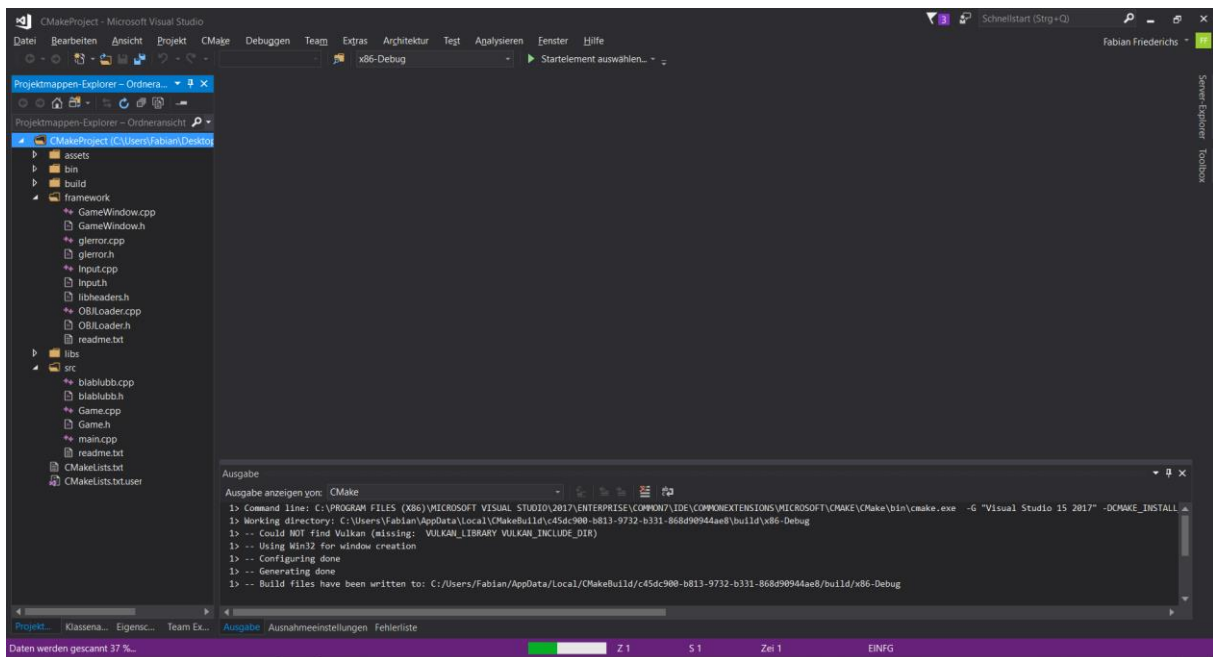 CMakeProject - Microsoft Visual Studio
3
Schnellstart (Strg+Q)
Datei Bearbeiten Ansicht Projekt CMake Debuggen Team Extras Architektur Test Analysieren Fenster Hilfe
Fabian Friederichs
FF
x86-Debug
Startelement auswählen...
Projektmappen-Explorer – Ordnera...
Projektmappen-Explorer – Ordneransicht
CMakeProject (C:\Users\Fabian\Desktop
assets
bin
build
framework
GameWindow.cpp
GameWindow.h
glerror.cpp
glerror.h
Input.cpp
Input.h
libheaders.h
OBJLoader.cpp
OBJLoader.h
readme.txt
libs
src
blablubb.cpp
blablubb.h
Game.cpp
Game.h
main.cpp
readme.txt
CMakeLists.txt
CMakeLists.txt.user
Server-Explorer
Toolbox
Ausgabe
Ausgabe anzeigen von: CMake
1> Command line: C:\PROGRAM FILES (X86)\MICROSOFT VISUAL STUDIO\2017\ENTERPRISE\COMMON7\IDE\COMMONEXTENSIONS\MICROSOFT\CMAKE\CMake\bin\cmake.exe -G "Visual Studio 15 2017" -DCMAKE_INSTALL_
1> Working directory: C:\Users\Fabian\AppData\Local\CMakeBuild\c45dc900-b813-9732-b331-868d90944ae8\build\x86-Debug
1> -- Could NOT find Vulkan (missing: VULKAN_LIBRARY VULKAN_INCLUDE_DIR)
1> -- Using Win32 for window creation
1> -- Configuring done
1> -- Generating done
1> -- Build files have been written to: C:/Users/Fabian/AppData/Local/CMakeBuild/c45dc900-b813-9732-b331-868d90944ae8/build/x86-Debug
Projekt... Klassena... Eigensc... Team Ex...
Ausgabe Ausnahmeeinstellungen Fehlerliste
Daten werden gescannt 37 %...
Z 1 S 1 Zei 1 EINFG